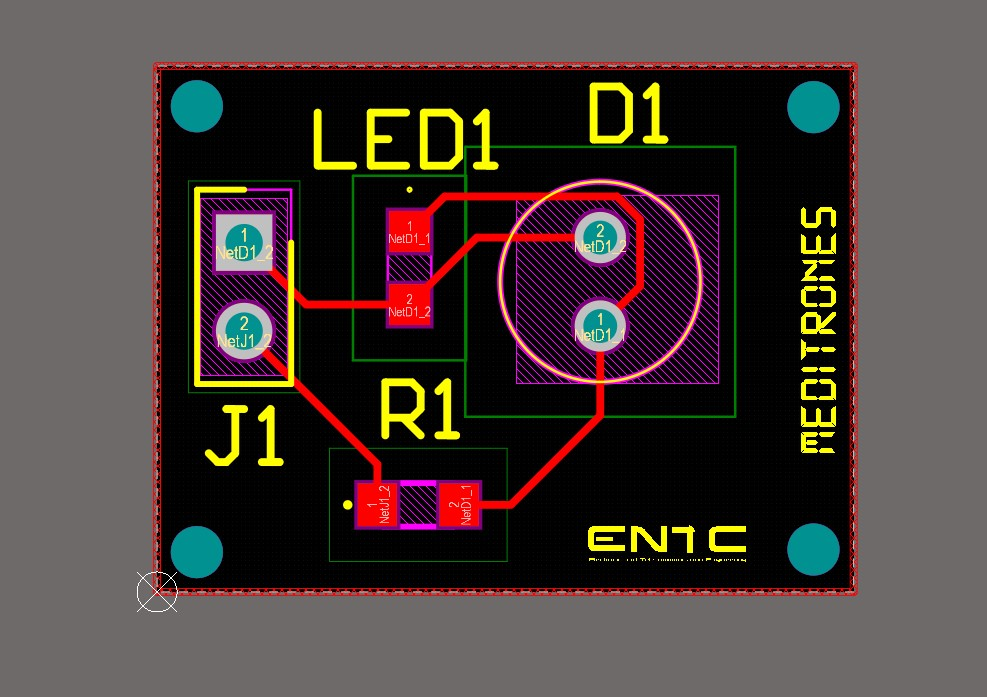 D1
LED1
1
NetD1_1
2
NetD1_2
1
NetD1_2
2
NetJ1_2
2
NetD1_2
1
NetD1_1
MEDITRONES
J1
R1
1
NetJ1_2
2
NetD1_1
ENTC